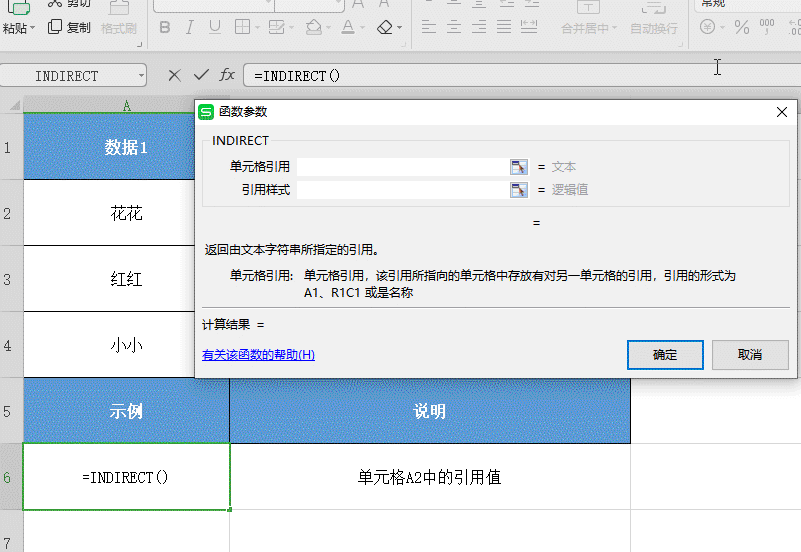 剪切
常规
粘贴
复制
格式刷
B I U A
合并居中
自动换行
% 000
INDIRECT
fx
=INDIRECT()
A
函数参数
INDIRECT
单元格引用 = 文本
引用样式 = 逻辑值
=
返回由文本字符串所指定的引用。
单元格引用: 单元格引用，该引用所指向的单元格中存放有对另一单元格的引用，引用的形式为
A1、R1C1 或是名称
计算结果 =
有关该函数的帮助(H)
确定
取消
1
数据1
2
花花
3
红红
4
小小
5
示例
说明
6
=INDIRECT()
单元格A2中的引用值
7